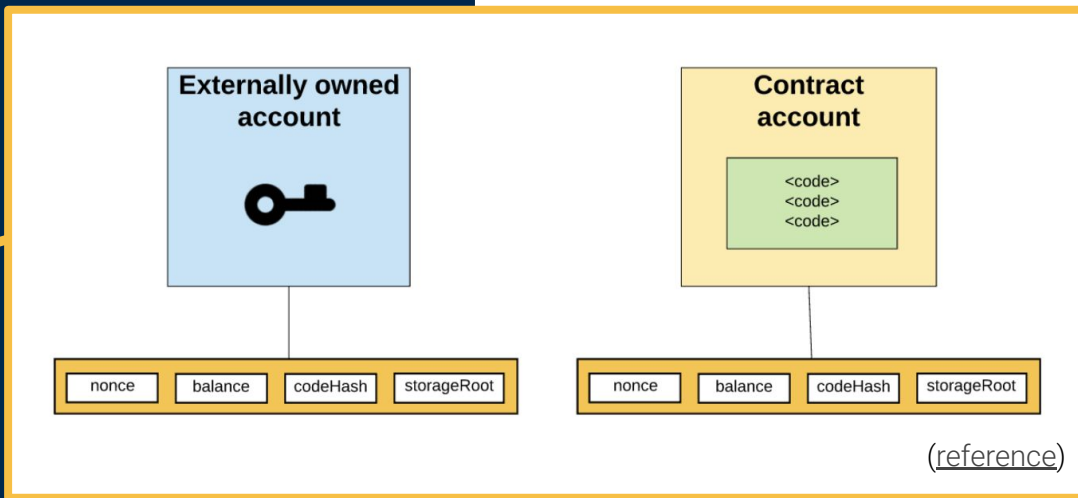 Externally owned
account
Contract
account
<code>
<code>
<code>
nonce balance codeHash storageRoot
nonce balance codeHash storageRoot
(reference)